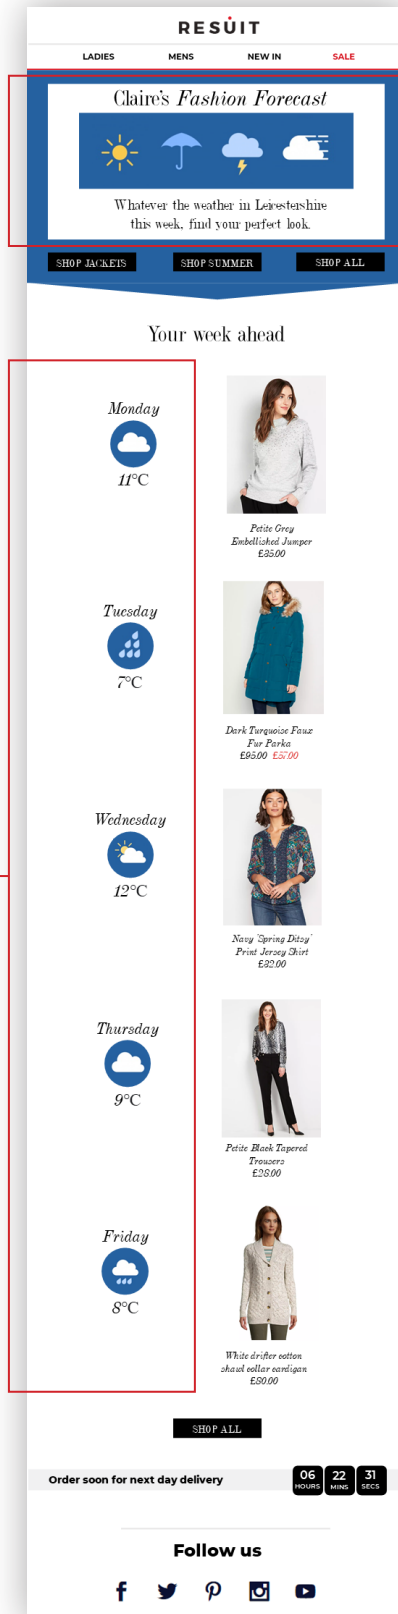 RESUIT
LADIES MENS NEW IN SALE
Claire's Fashion Forecast
Whatever the weather in Leicestershire
this week, find your perfect look.
SHOP JACKETS SHOP SUMMER SHOP ALL
Your week ahead
Monday
11°C
Petite Grey
Embellished Jumper
£35.00
Tuesday
7°C
Dark Turquoise Faux
Fur Parka
£95.00 £57.00
Wednesday
12°C
Navy 'Spring Ditsy'
Print Jersey Shirt
£32.00
Thursday
9°C
Petite Black Tapered
Trousers
£28.00
Friday
8°C
White drifter cotton
shawl collar cardigan
£80.00
SHOP ALL
Order soon for next day delivery
06 22 31
HOURS MINS SECS
Follow us